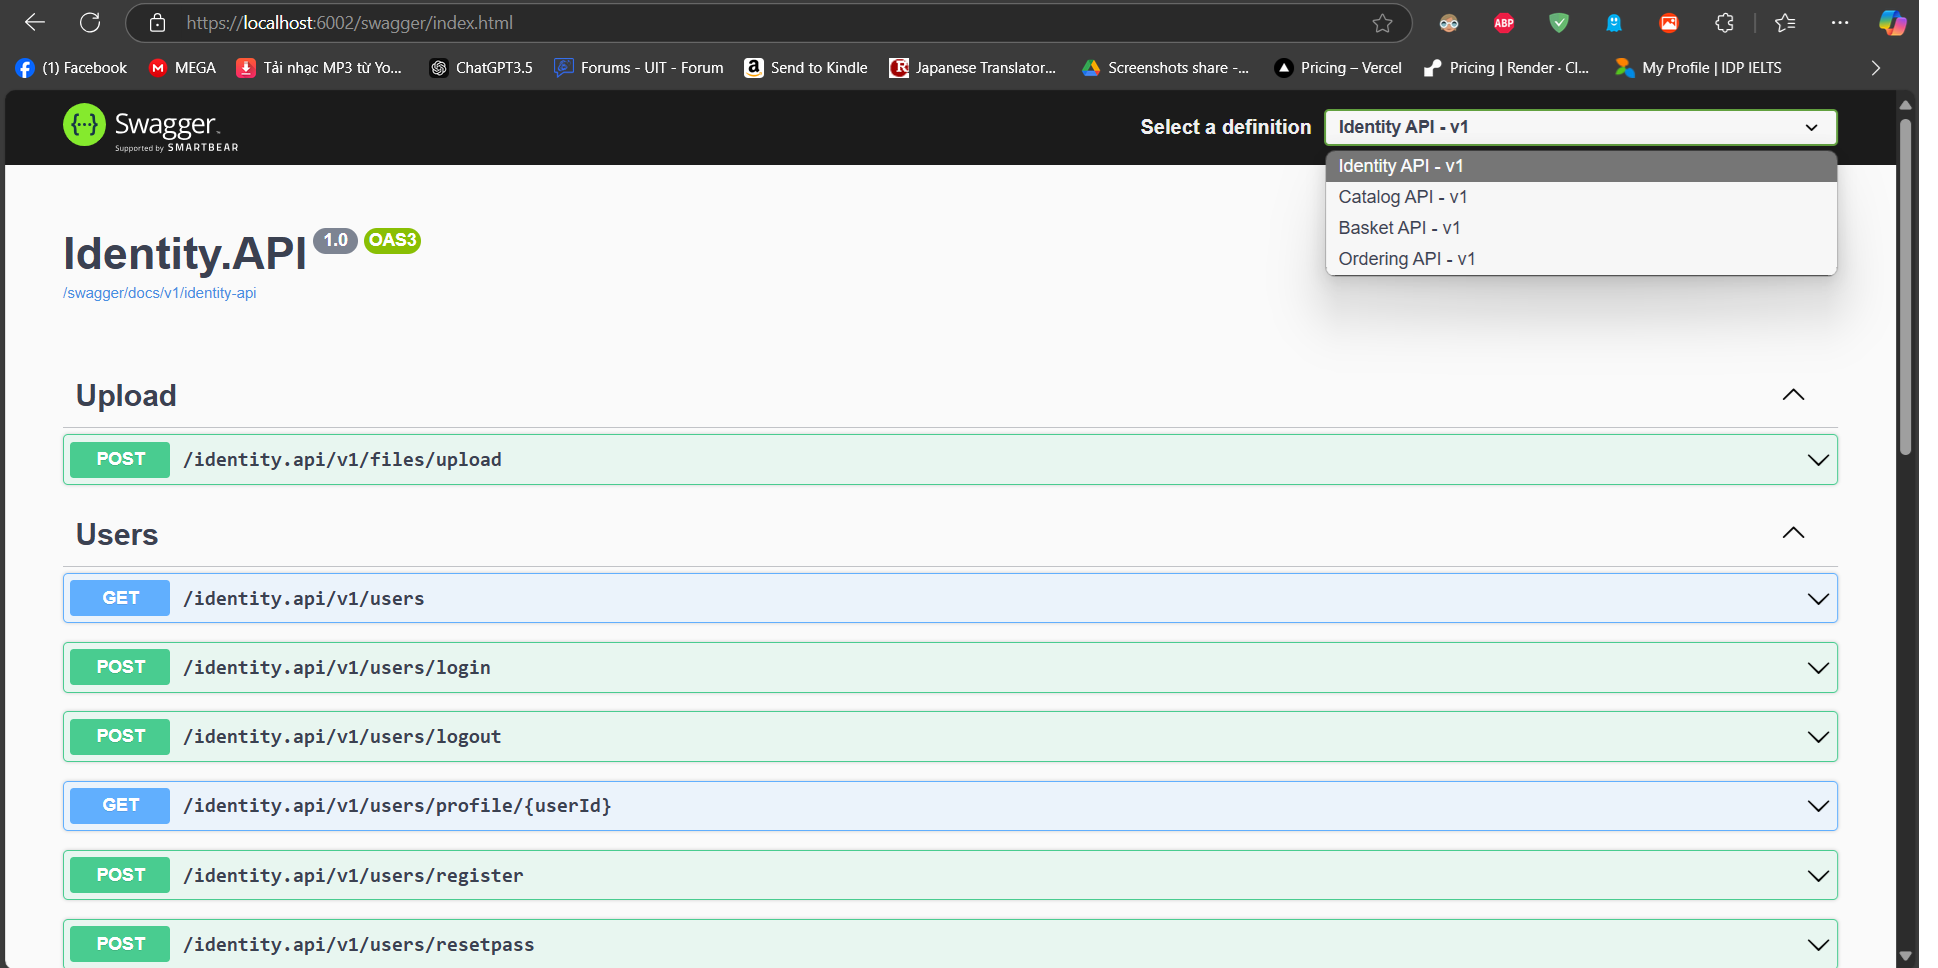 https://localhost:6002/swagger/index.html
ABP
(1) Facebook
MEGA
Tải nhạc MP3 từ Yo...
ChatGPT3.5
Forums - UIT - Forum
Send to Kindle
Japanese Translator...
Screenshots share -...
Pricing – Vercel
Pricing | Render · Cl...
My Profile | IDP IELTS
Swagger.
Supported by SMARTBEAR
Select a definition
Identity API - v1
Identity API - v1
Catalog API - v1
Basket API - v1
Ordering API - v1
Identity.API 1.0 OAS3
/swagger/docs/v1/identity-api
Upload
POST /identity.api/v1/files/upload
Users
GET /identity.api/v1/users
POST /identity.api/v1/users/login
POST /identity.api/v1/users/logout
GET /identity.api/v1/users/profile/{userId}
POST /identity.api/v1/users/register
POST /identity.api/v1/users/resetpass